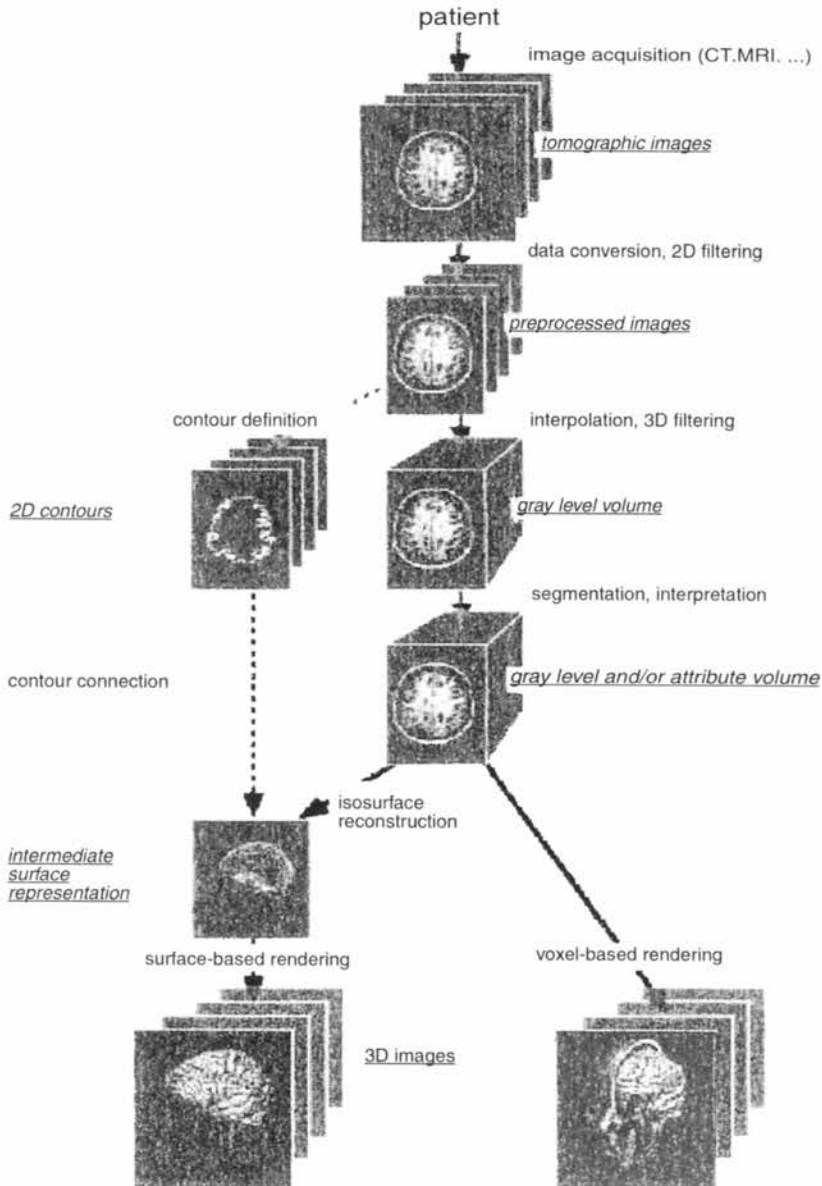 patient
image acquisition (CT.MRI. ...)
tomographic images
data conversion, 2D filtering
preprocessed images
contour definition
interpolation, 3D filtering
2D contours
gray level volume
segmentation, interpretation
contour connection
gray level and/or attribute volume
isosurface
reconstruction
intermediate
surface
representation
surface-based rendering
voxel-based rendering
3D images